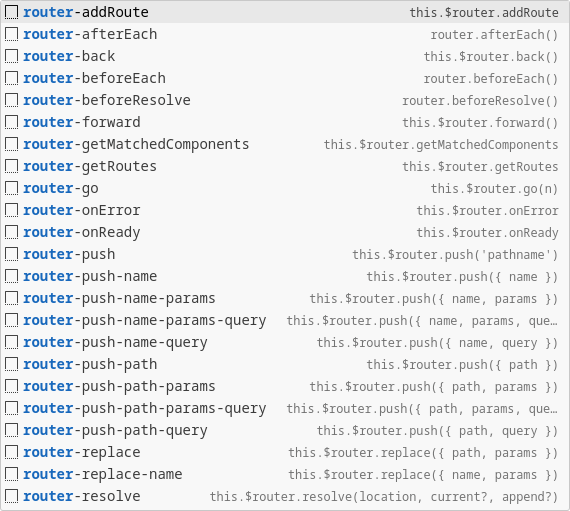 router-addRoute this.$router.addRoute
router-afterEach router.afterEach()
router-back this.$router.back()
router-beforeEach router.beforeEach()
router-beforeResolve router.beforeResolve()
router-forward this.$router.forward()
router-getMatchedComponents this.$router.getMatchedComponents
router-getRoutes this.$router.getRoutes
router-go this.$router.go(n)
router-onError this.$router.onError
router-onReady this.$router.onReady
router-push this.$router.push('pathname')
router-push-name this.$router.push({ name })
router-push-name-params this.$router.push({ name, params })
router-push-name-params-query this.$router.push({ name, params, que…
router-push-name-query this.$router.push({ name, query })
router-push-path this.$router.push({ path })
router-push-path-params this.$router.push({ path, params })
router-push-path-params-query this.$router.push({ path, params, que…
router-push-path-query this.$router.push({ path, query })
router-replace this.$router.replace({ path, params })
router-replace-name this.$router.replace({ name, params })
router-resolve this.$router.resolve(location, current?, append?)